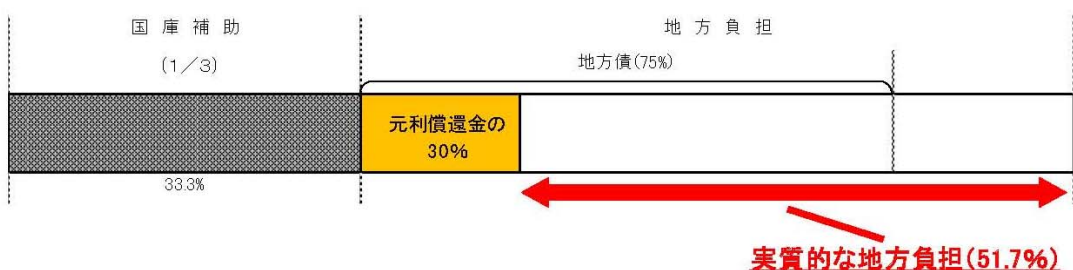 国庫補助
(1／3)
地方負担
地方債(75%)
元利償還金の
30%
33.3%
実質的な地方負担(51.7%)